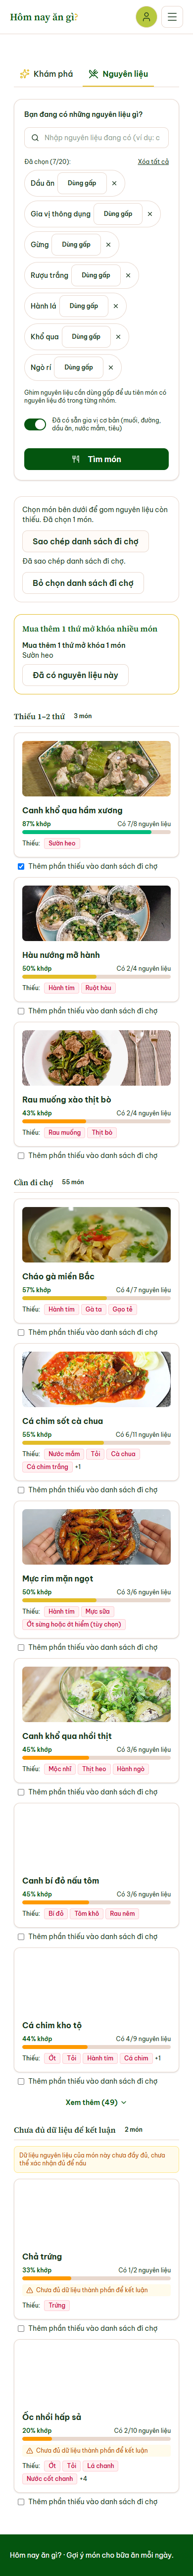 Hôm nay ăn gì?
Khám phá
Nguyên liệu
Bạn đang có những nguyên liệu gì?
Nhập nguyên liệu đang có (ví dụ: c
Đã chọn (7/20):
Xóa tất cả
Dầu ăn
Dùng gấp
Gia vị thông dụng
Dùng gấp
Gừng
Dùng gấp
Rượu trắng
Dùng gấp
Hành lá
Dùng gấp
Khổ qua
Dùng gấp
Ngò rí
Dùng gấp
Ghim nguyên liệu cần dùng gấp để ưu tiên món có
nguyên liệu đó trong từng nhóm.
Đã có sẵn gia vị cơ bản (muối, đường,
dầu ăn, nước mắm, tiêu)
Tìm món
Chọn món bên dưới để gom nguyên liệu còn
thiếu. Đã chọn 1 món.
Sao chép danh sách đi chợ
Đã sao chép danh sách đi chợ.
Bỏ chọn danh sách đi chợ
Mua thêm 1 thứ mở khóa nhiều món
Mua thêm 1 thứ mở khóa 1 món
Sườn heo
Đã có nguyên liệu này
Thiếu 1–2 thứ
3 món
Canh khổ qua hầm xương
87% khớp
Có 7/8 nguyên liệu
Thiếu:
Sườn heo
Thêm phần thiếu vào danh sách đi chợ
Hàu nướng mỡ hành
50% khớp
Có 2/4 nguyên liệu
Thiếu:
Hành tím
Ruột hàu
Thêm phần thiếu vào danh sách đi chợ
Rau muống xào thịt bò
43% khớp
Có 2/4 nguyên liệu
Thiếu:
Rau muống
Thịt bò
Thêm phần thiếu vào danh sách đi chợ
Cần đi chợ
55 món
Cháo gà miền Bắc
57% khớp
Có 4/7 nguyên liệu
Thiếu:
Hành tím
Gà ta
Gạo tẻ
Thêm phần thiếu vào danh sách đi chợ
Cá chim sốt cà chua
55% khớp
Có 6/11 nguyên liệu
Thiếu:
Nước mắm
Tỏi
Cà chua
Cá chim trắng
+1
Thêm phần thiếu vào danh sách đi chợ
Mực rim mặn ngọt
50% khớp
Có 3/6 nguyên liệu
Thiếu:
Hành tím
Mực sữa
Ớt sừng hoặc ớt hiểm (tùy chọn)
Thêm phần thiếu vào danh sách đi chợ
Canh khổ qua nhồi thịt
45% khớp
Có 3/6 nguyên liệu
Thiếu:
Mộc nhĩ
Thịt heo
Hành ngò
Thêm phần thiếu vào danh sách đi chợ
Canh bí đỏ nấu tôm
45% khớp
Có 3/6 nguyên liệu
Thiếu:
Bí đỏ
Tôm khô
Rau nêm
Thêm phần thiếu vào danh sách đi chợ
Cá chim kho tộ
44% khớp
Có 4/9 nguyên liệu
Thiếu:
Ớt
Tỏi
Hành tím
Cá chim
+1
Thêm phần thiếu vào danh sách đi chợ
Xem thêm (49)
Chưa đủ dữ liệu để kết luận
2 món
Dữ liệu nguyên liệu của món này chưa đầy đủ, chưa
thể xác nhận đủ để nấu
Chả trứng
33% khớp
Có 1/2 nguyên liệu
Chưa đủ dữ liệu thành phần để kết luận
Thiếu:
Trứng
Thêm phần thiếu vào danh sách đi chợ
Ốc nhồi hấp sả
20% khớp
Có 2/10 nguyên liệu
Chưa đủ dữ liệu thành phần để kết luận
Thiếu:
Ớt
Tỏi
Lá chanh
Nước cốt chanh
+4
Thêm phần thiếu vào danh sách đi chợ
Hôm nay ăn gì? · Gợi ý món cho bữa ăn mỗi ngày.